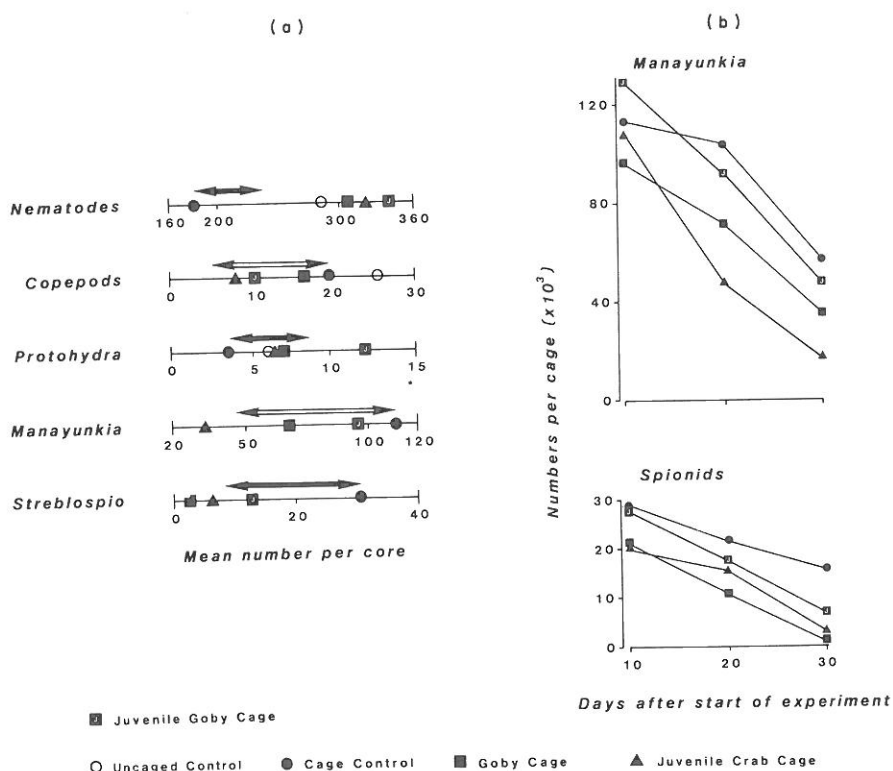 (a)
Nematodes
160 200 300 360
Copepods
0 10 20 30
Protohydra
0 5 10 15
Manayunkia
20 50 100 120
Streblospio
0 20 40
Mean number per core
(b)
Manayunkia
120
80
40
0
Numbers per cage (x10³)
Spionids
30
20
10
0
10 20 30
Days after start of experiment
Juvenile Goby Cage
Uncaged Control Cage Control Goby Cage Juvenile Crab Cage